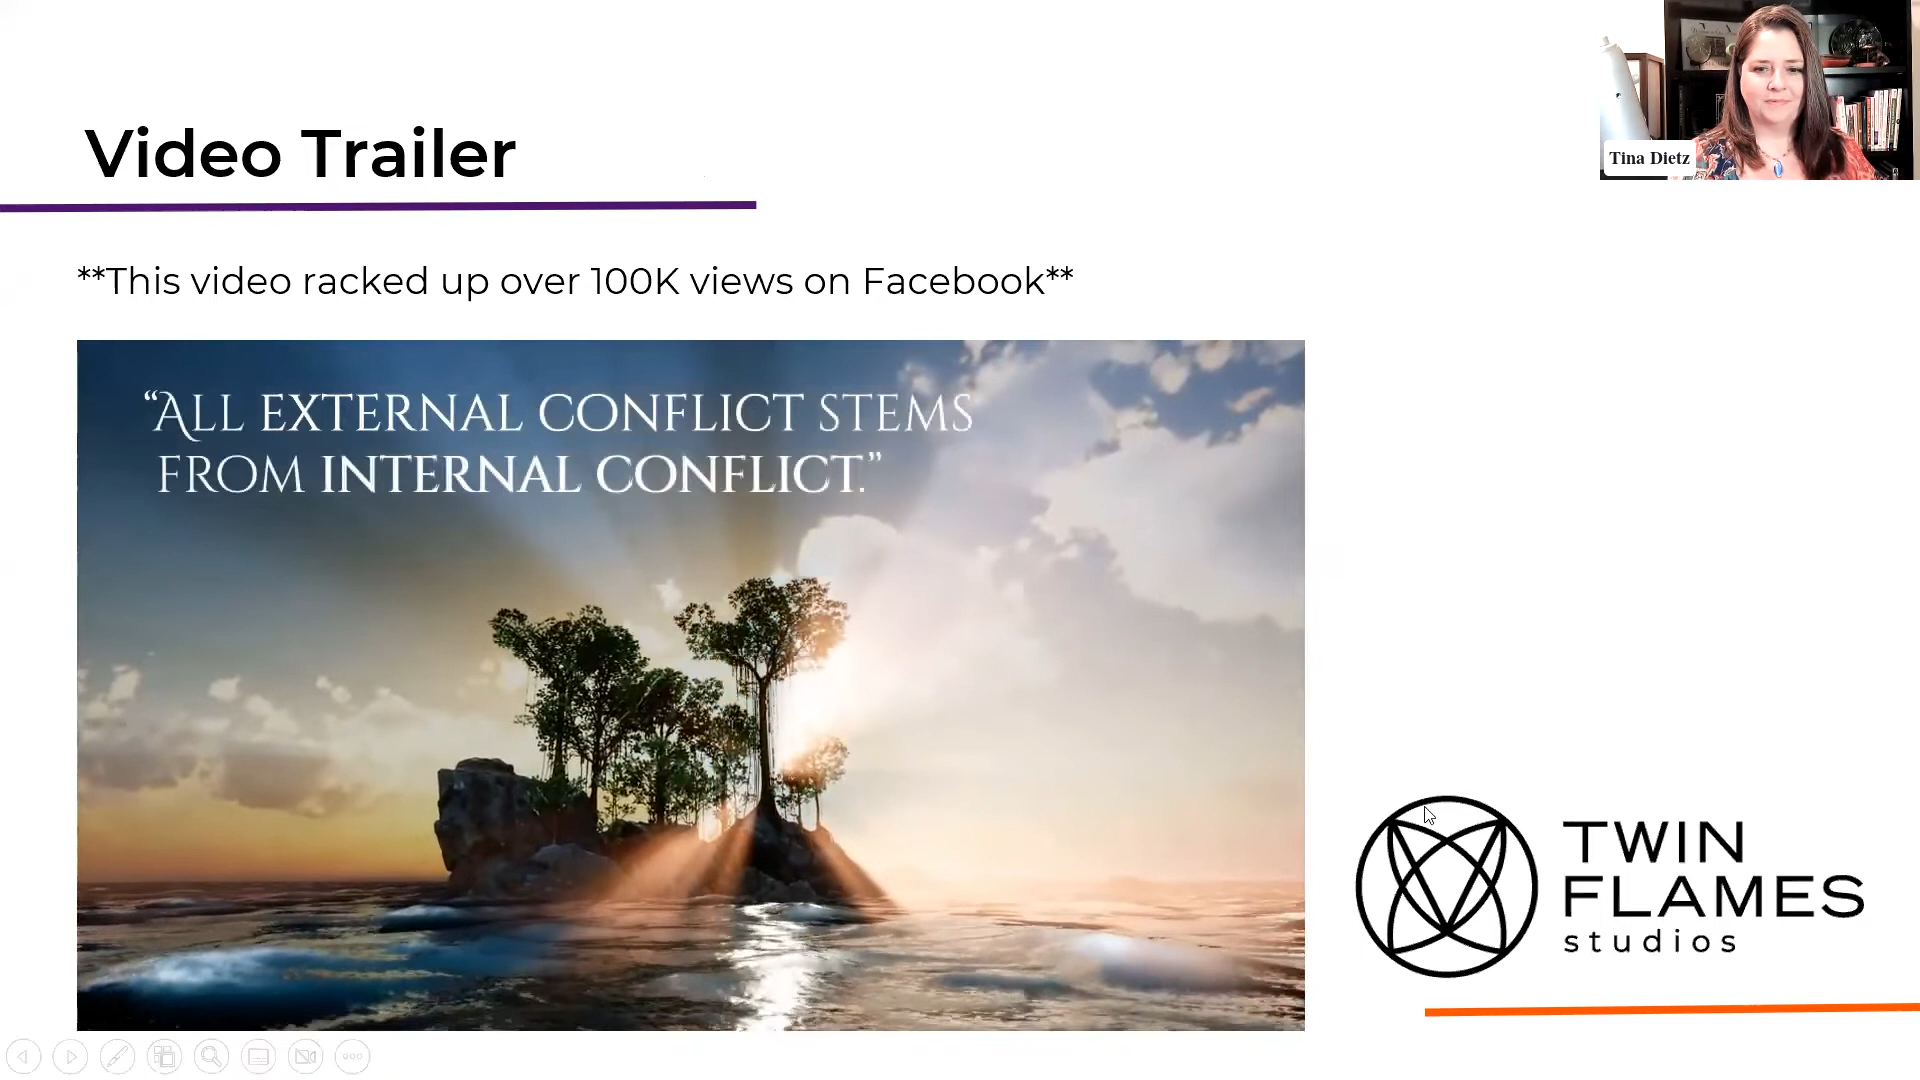 Tina Dietz
Video Trailer
**This video racked up over 100K views on Facebook**
“ALL EXTERNAL CONFLICT STEMS
FROM INTERNAL CONFLICT.”
TWIN
FLAMES
studios